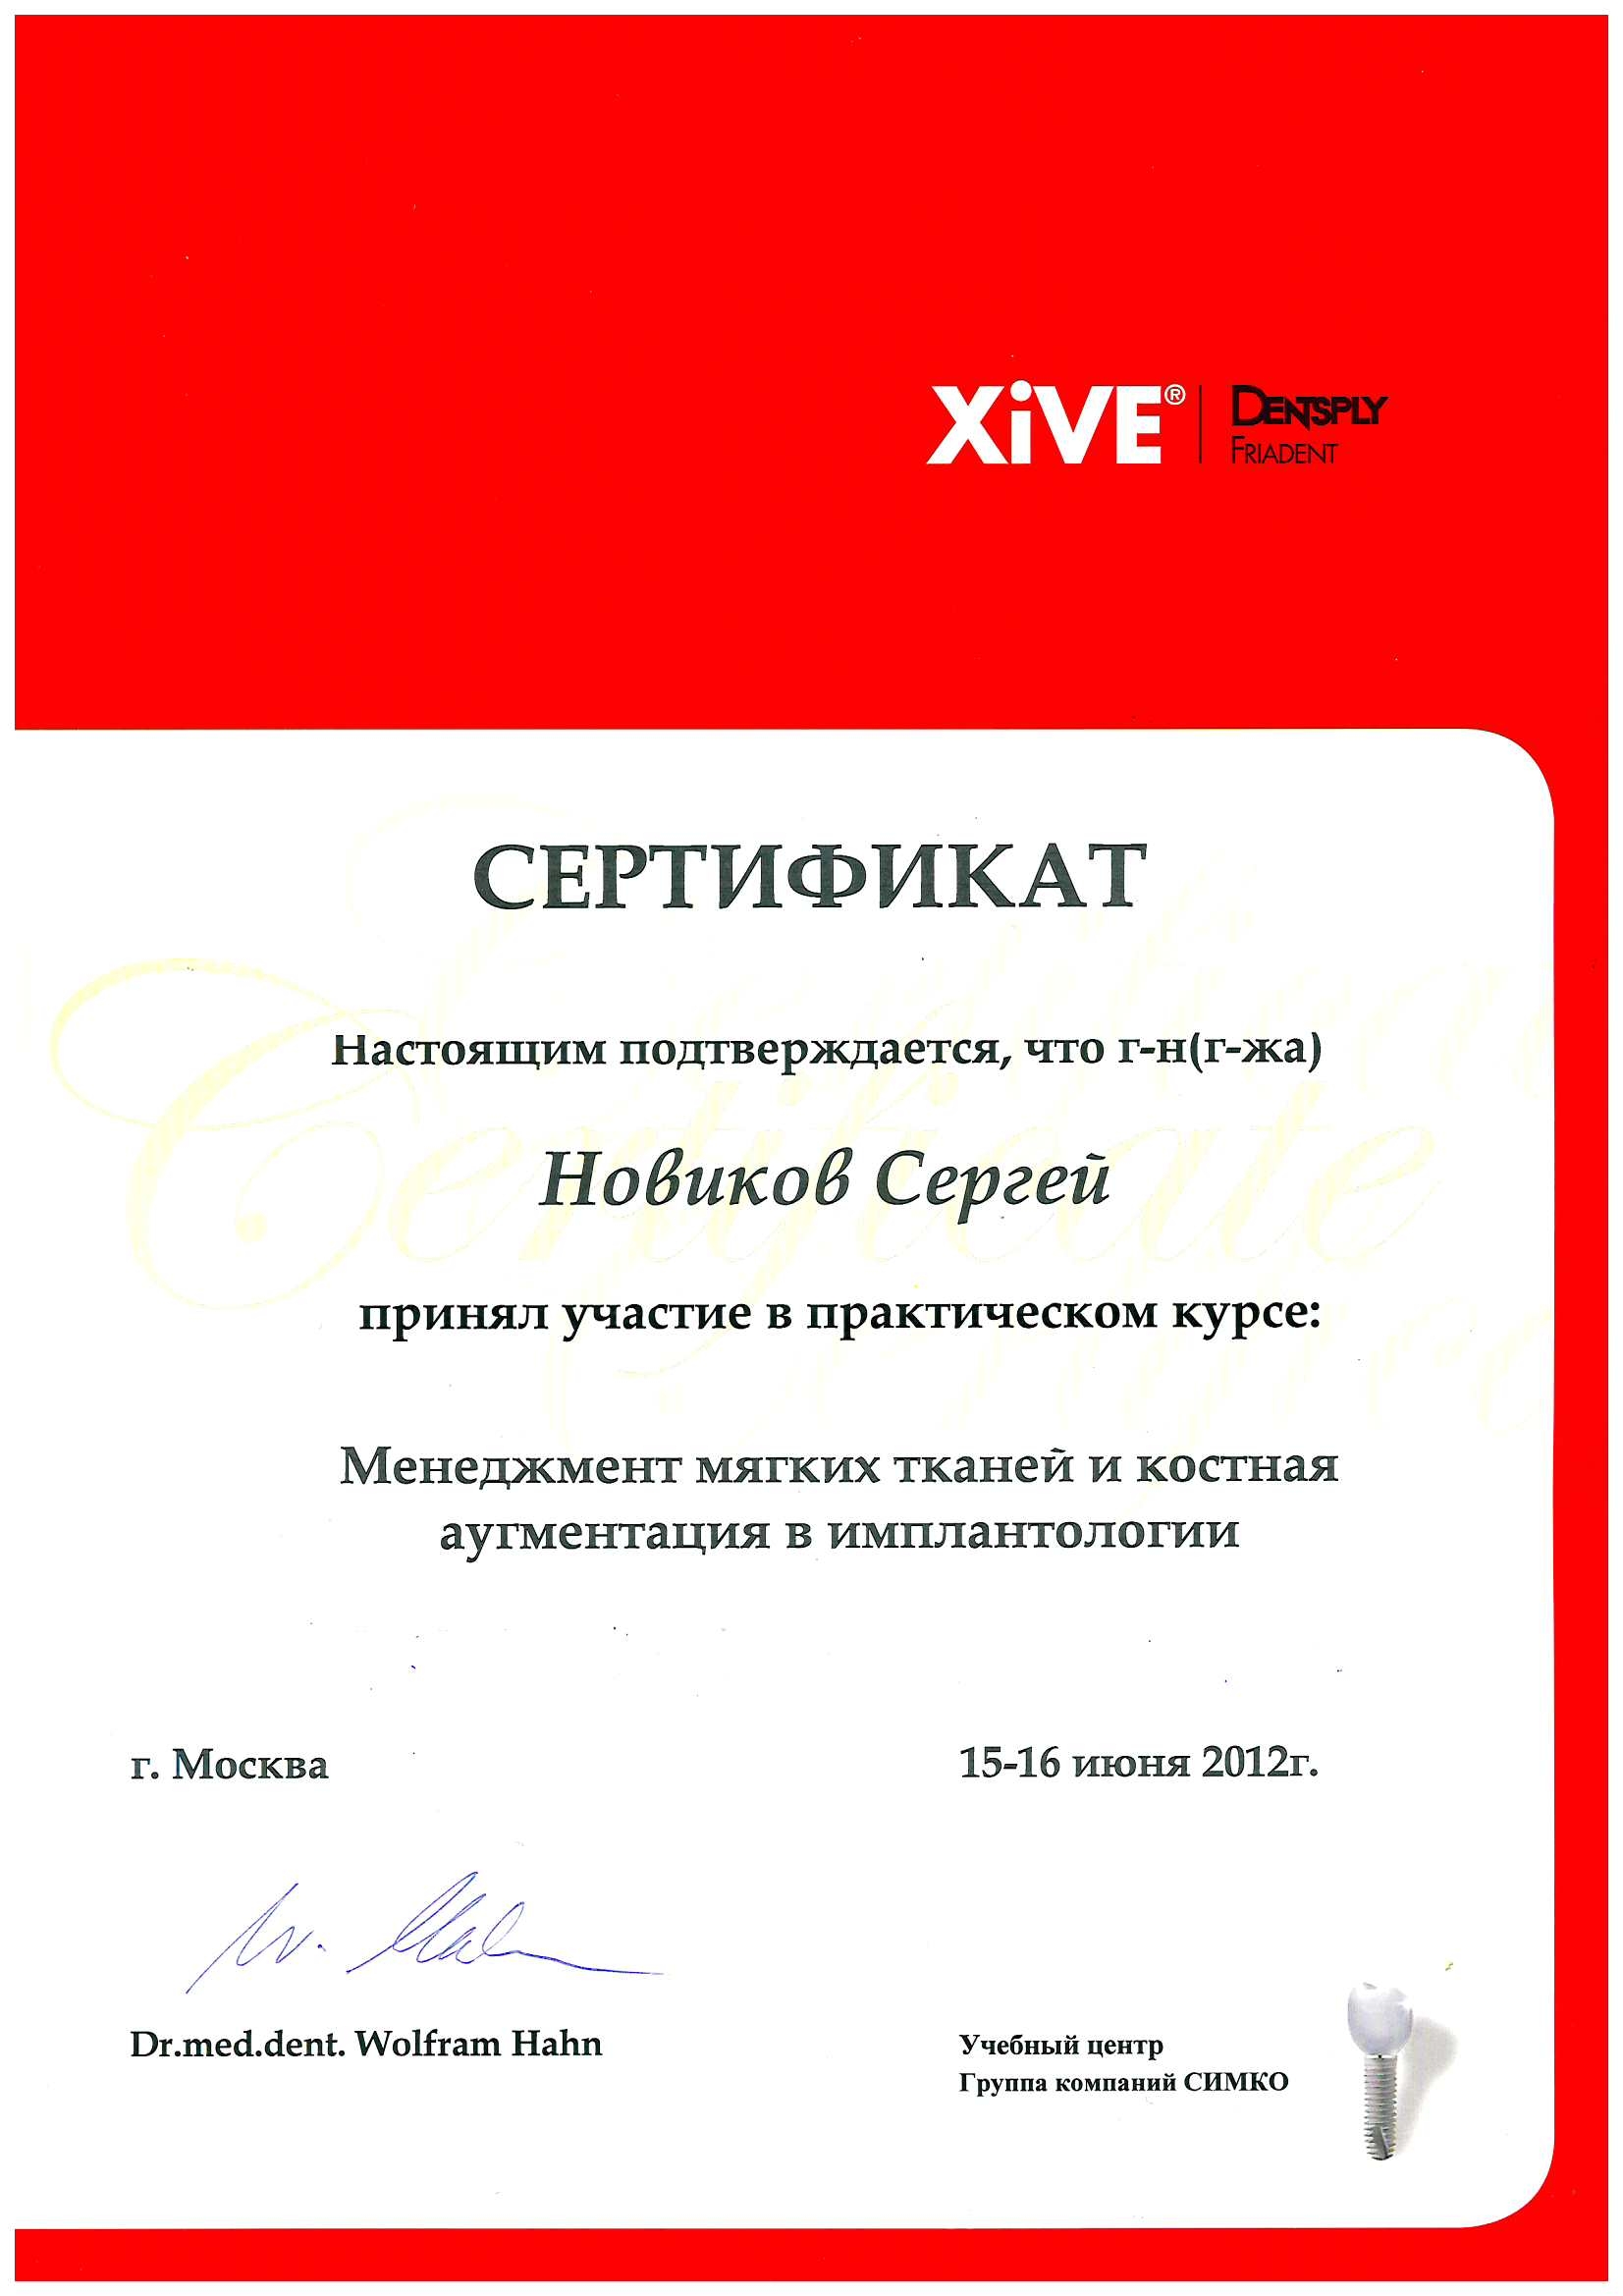 XiVE® | DENTSPLY
FRIADENT
СЕРТИФИКАТ
Certificate
Настоящим подтверждается, что г-н(г-жа)
Новиков Сергей
принял участие в практическом курсе:
Менеджмент мягких тканей и костная
аугментация в имплантологии
г. Москва
15-16 июня 2012г.
W. Hahn
Dr.med.dent. Wolfram Hahn
Учебный центр
Группа компаний СИМКО